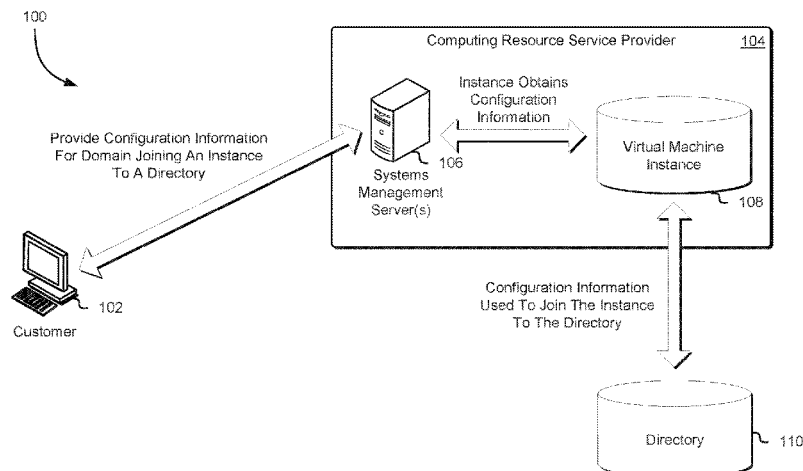 100
Computing Resource Service Provider
104
Instance Obtains
Configuration
Information
Provide Configuration Information
For Domain Joining An Instance
To A Directory
106
Systems
Management
Server(s)
Virtual Machine
Instance
108
102
Customer
Configuration Information
Used To Join The Instance
To The Directory
Directory
110